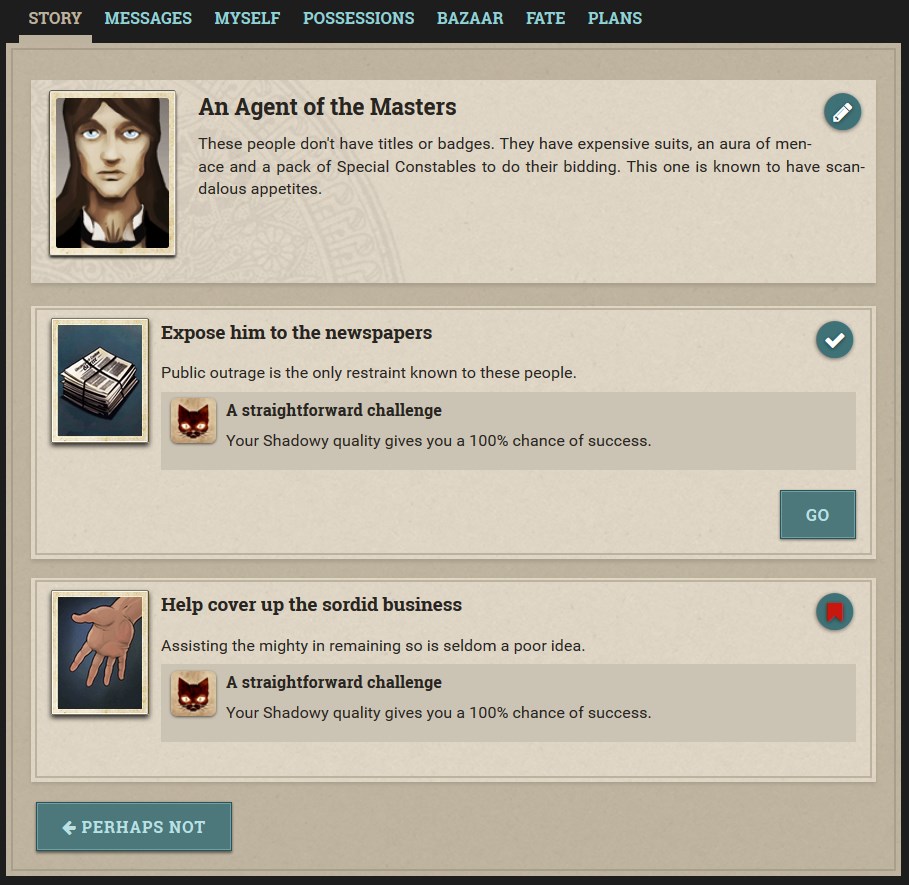 STORY MESSAGES MYSELF POSSESSIONS BAZAAR FATE PLANS
An Agent of the Masters
These people don't have titles or badges. They have expensive suits, an aura of men-
ace and a pack of Special Constables to do their bidding. This one is known to have scan-
dalous appetites.
Expose him to the newspapers
Public outrage is the only restraint known to these people.
A straightforward challenge
Your Shadowy quality gives you a 100% chance of success.
GO
Help cover up the sordid business
Assisting the mighty in remaining so is seldom a poor idea.
A straightforward challenge
Your Shadowy quality gives you a 100% chance of success.
PERHAPS NOT